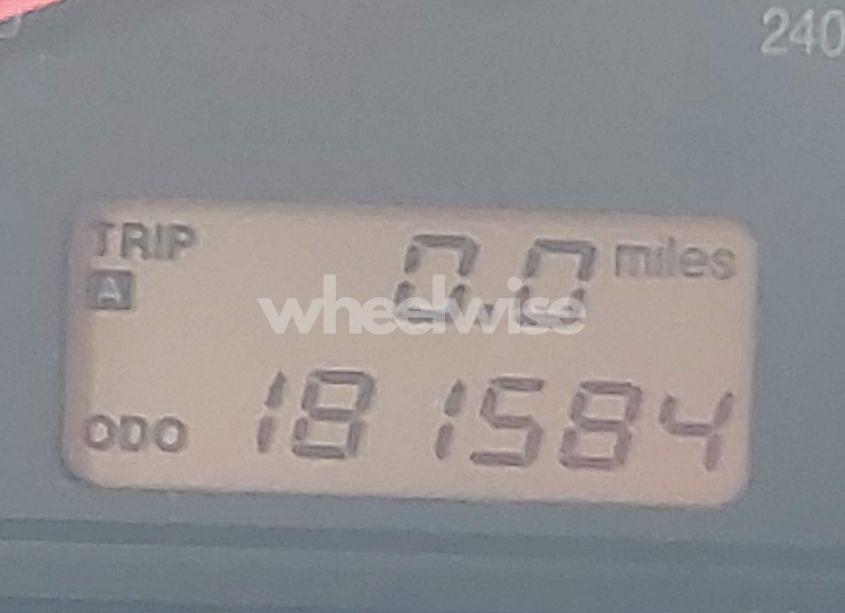 240
TRIP 0.0 miles
A
wheelwise
ODO 181584